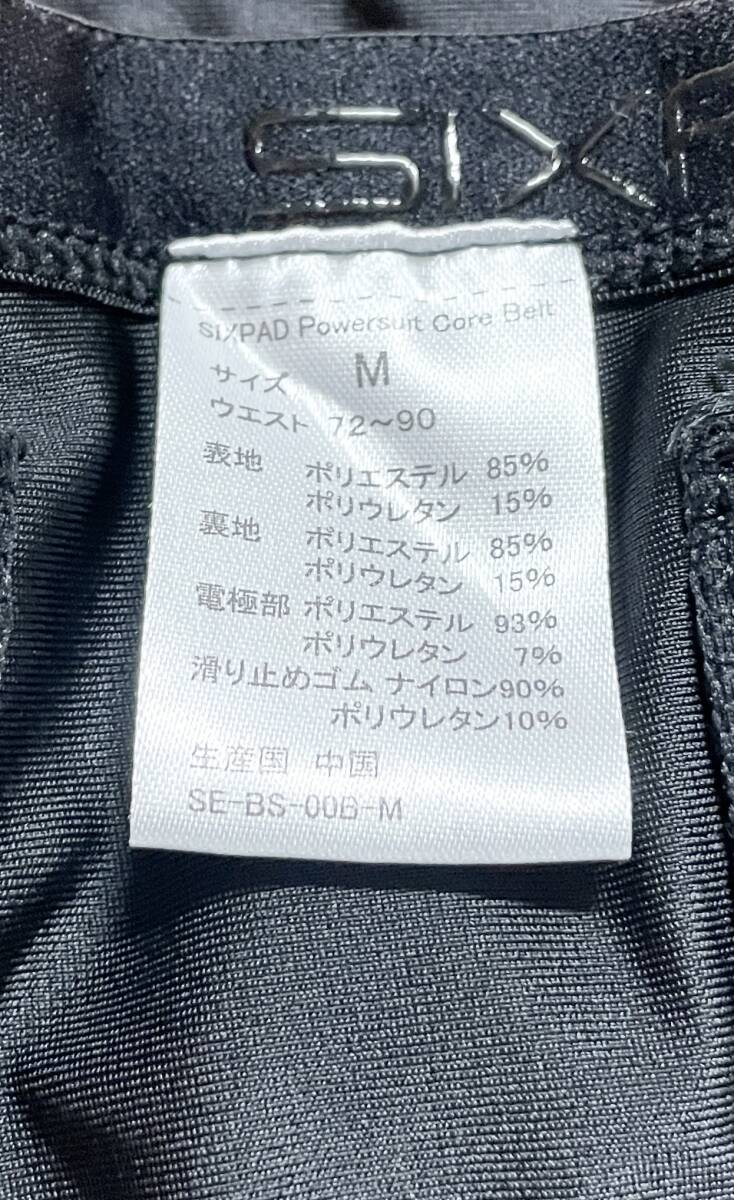 SIXP
SIXPAD Powersuit Core Belt
サイズ M
ウエスト 72~90
表地 ポリエステル 85%
ポリウレタン 15%
裏地 ポリエステル 85%
ポリウレタン 15%
電極部 ポリエステル 93%
ポリウレタン 7%
滑り止めゴム ナイロン90%
ポリウレタン10%
生産国 中国
SE-BS-00B-M